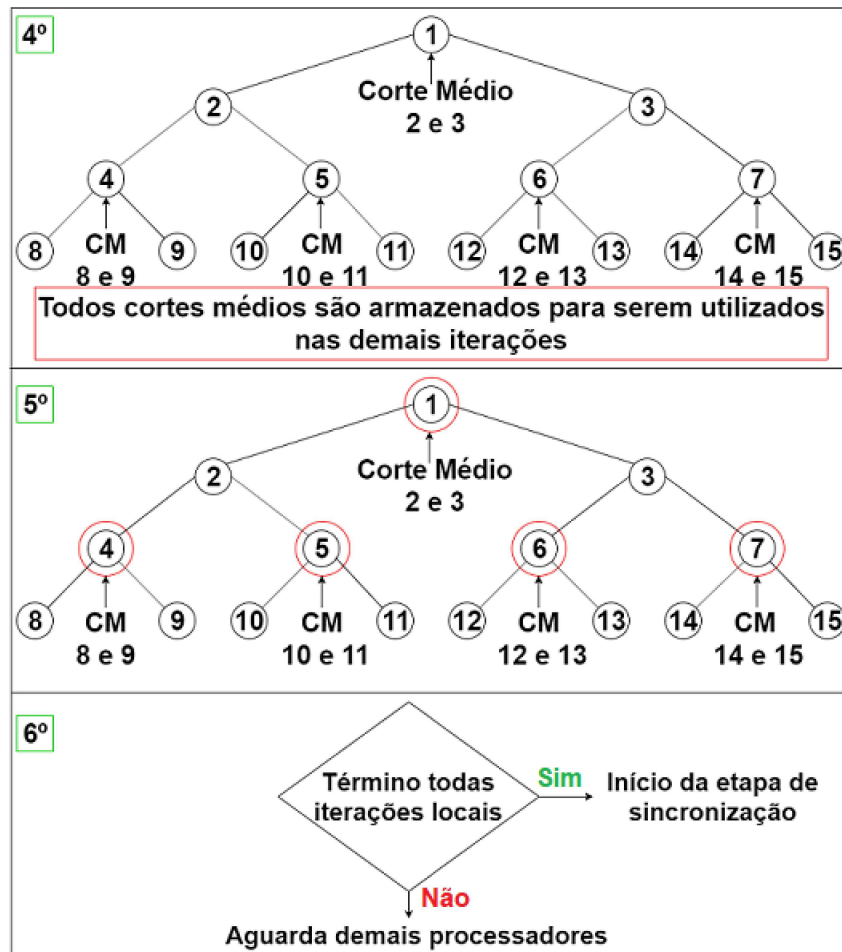 4º
1
Corte Médio
2 e 3
2
3
4
5
6
7
8
CM
8 e 9
9
10
CM
10 e 11
11
12
CM
12 e 13
13
14
CM
14 e 15
15
Todos cortes médios são armazenados para serem utilizados
nas demais iterações
5º
1
Corte Médio
2 e 3
2
3
4
5
6
7
8
CM
8 e 9
9
10
CM
10 e 11
11
12
CM
12 e 13
13
14
CM
14 e 15
15
6º
Término todas
iterações locais
Sim
Início da etapa de
sincronização
Não
Aguarda demais processadores